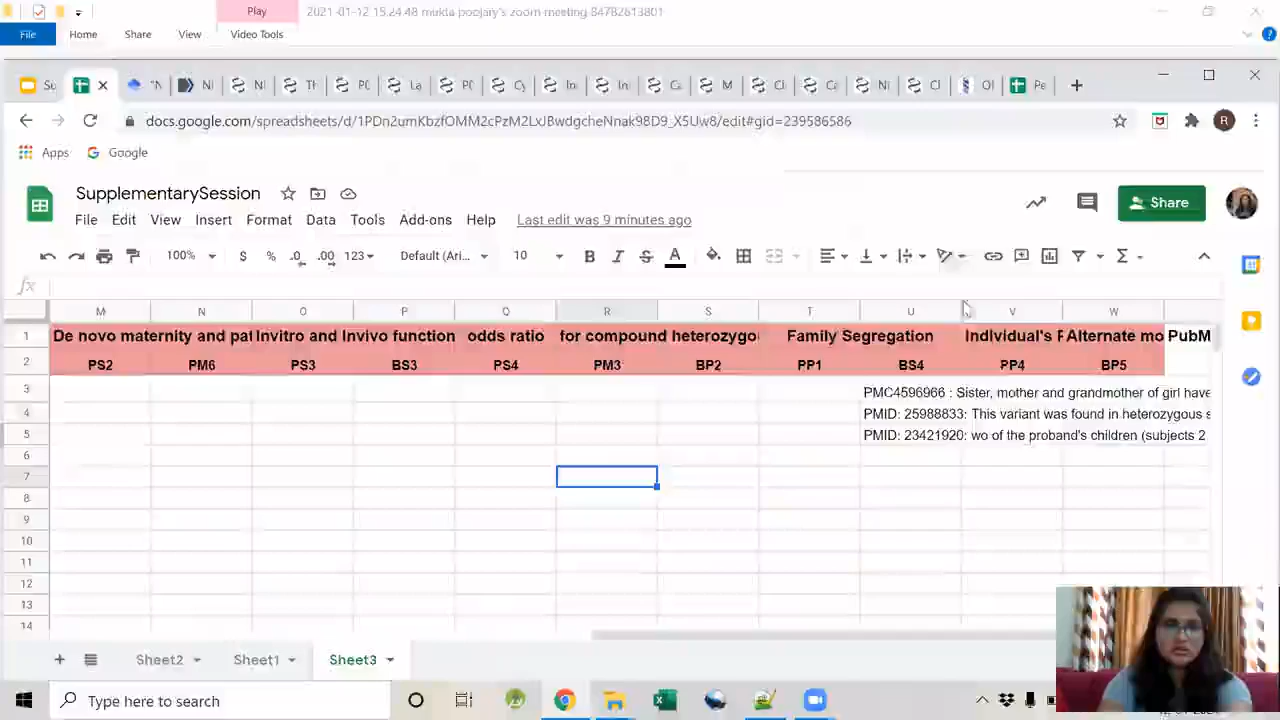 Play
2021-01-12 15.24.48 mukta poojary's zoom meeting 84782613801
File Home Share View Video Tools
docs.google.com/spreadsheets/d/1PDn2umKbzfOMM2cPzM2LxJBwdgcheNnak98D9_X5Uw8/edit#gid=239586586
Apps Google
SupplementarySession
File Edit View Insert Format Data Tools Add-ons Help Last edit was 9 minutes ago
Share
100% $ % .0 .00 123 Default (Ari... 10 B I S A
fx
M N O P Q R S T U V W
1 De novo maternity and pat Invitro and Invivo function odds ratio for compound heterozygo Family Segregation Individual's F Alternate mo PubM
2 PS2 PM6 PS3 BS3 PS4 PM3 BP2 PP1 BS4 PP4 BP5
3 PMC4596966 : Sister, mother and grandmother of girl have
4 PMID: 25988833: This variant was found in heterozygous s
5 PMID: 23421920: wo of the proband's children (subjects 2
6
7
8
9
10
11
12
13
14
Sheet2 Sheet1 Sheet3
Type here to search